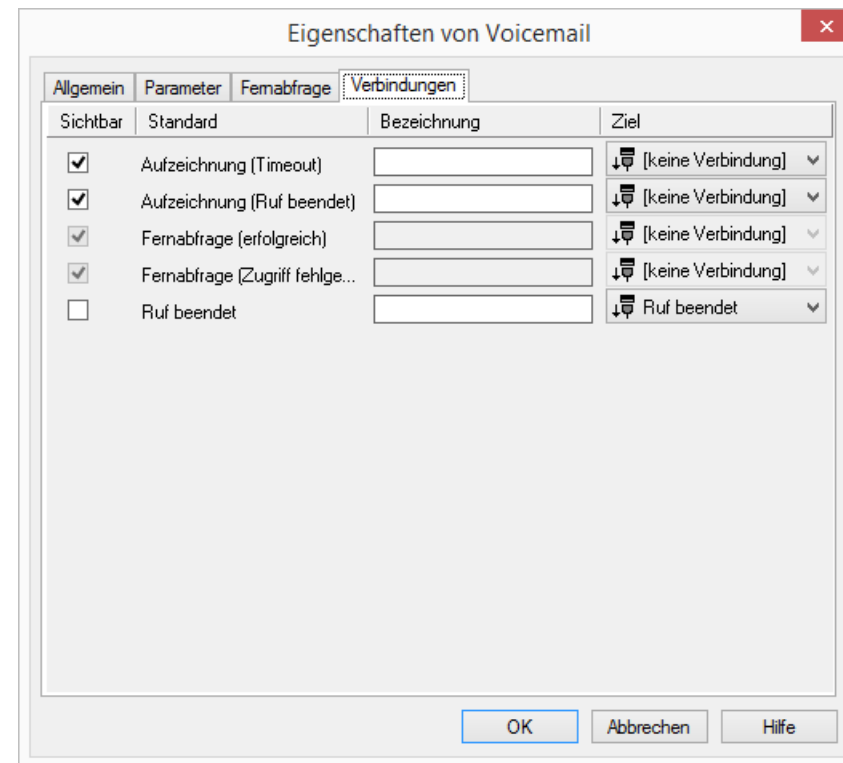 Eigenschaften von Voicemail
Allgemein Parameter Fernabfrage Verbindungen
Sichtbar Standard Bezeichnung Ziel
Aufzeichnung (Timeout) [keine Verbindung]
Aufzeichnung (Ruf beendet) [keine Verbindung]
Fernabfrage (erfolgreich) [keine Verbindung]
Fernabfrage (Zugriff fehlge... [keine Verbindung]
Ruf beendet Ruf beendet
OK Abbrechen Hilfe